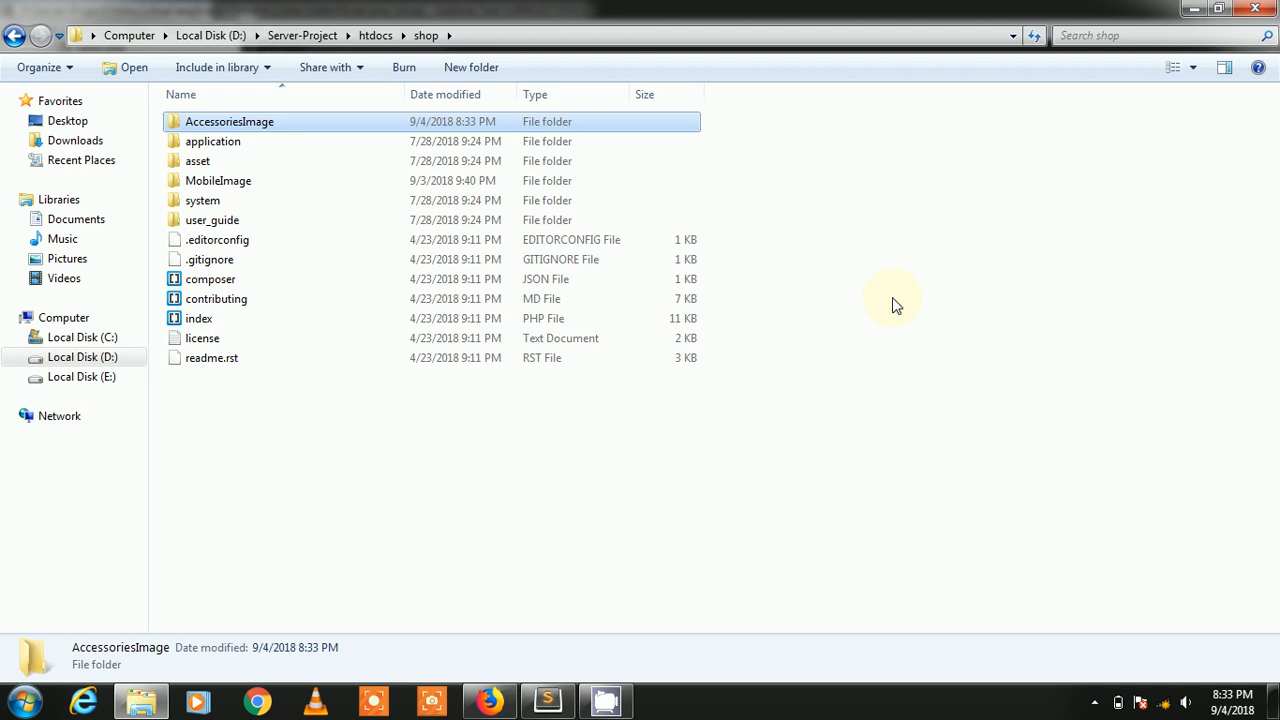 Computer Local Disk (D:) Server-Project htdocs shop Search shop
Organize Open Include in library Share with Burn New folder
Name Date modified Type Size
Favorites
Desktop
Downloads
Recent Places
Libraries
Documents
Music
Pictures
Videos
Computer
Local Disk (C:)
Local Disk (D:)
Local Disk (E:)
Network
AccessoriesImage 9/4/2018 8:33 PM File folder
application 7/28/2018 9:24 PM File folder
asset 7/28/2018 9:24 PM File folder
MobileImage 9/3/2018 9:40 PM File folder
system 7/28/2018 9:24 PM File folder
user_guide 7/28/2018 9:24 PM File folder
.editorconfig 4/23/2018 9:11 PM EDITORCONFIG File 1 KB
.gitignore 4/23/2018 9:11 PM GITIGNORE File 1 KB
composer 4/23/2018 9:11 PM JSON File 1 KB
contributing 4/23/2018 9:11 PM MD File 7 KB
index 4/23/2018 9:11 PM PHP File 11 KB
license 4/23/2018 9:11 PM Text Document 2 KB
readme.rst 4/23/2018 9:11 PM RST File 3 KB
AccessoriesImage Date modified: 9/4/2018 8:33 PM
File folder
8:33 PM
9/4/2018